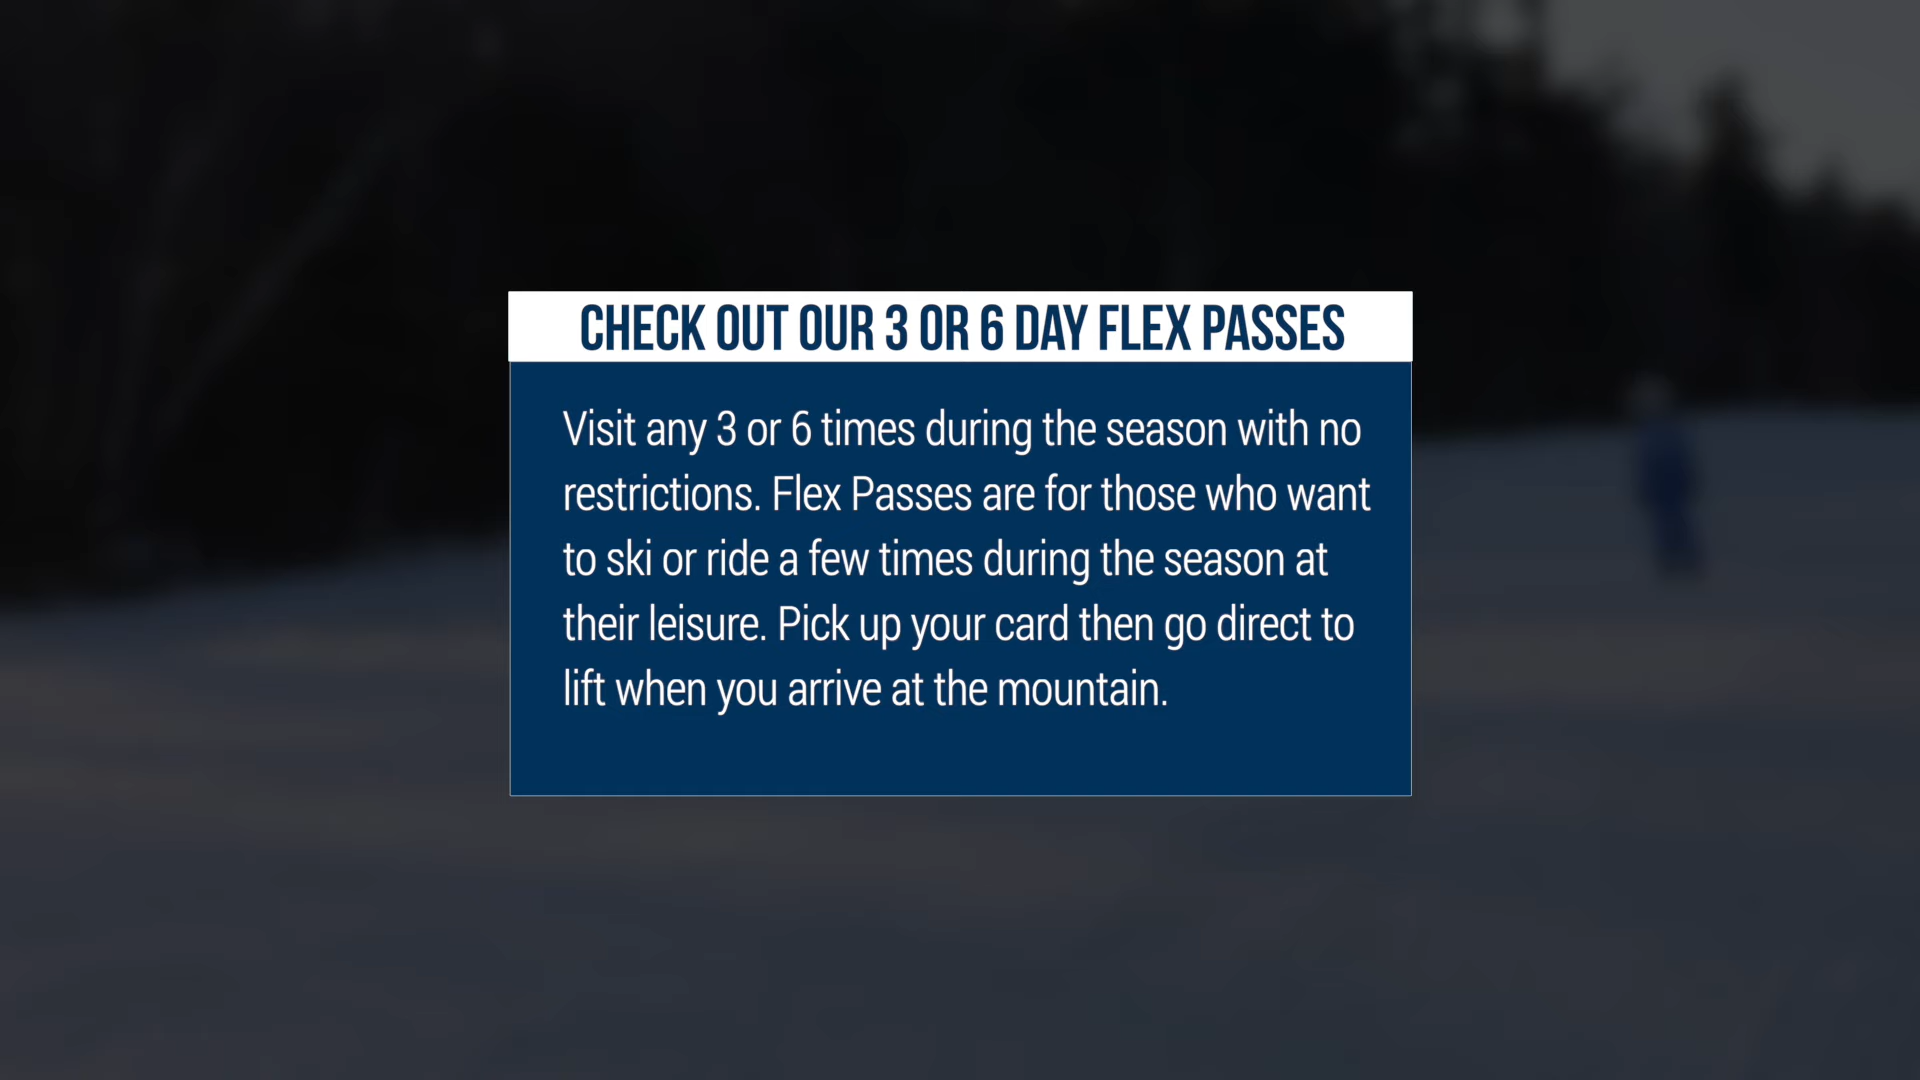 CHECK OUT OUR 3 OR 6 DAY FLEX PASSES
Visit any 3 or 6 times during the season with no
restrictions. Flex Passes are for those who want
to ski or ride a few times during the season at
their leisure. Pick up your card then go direct to
lift when you arrive at the mountain.